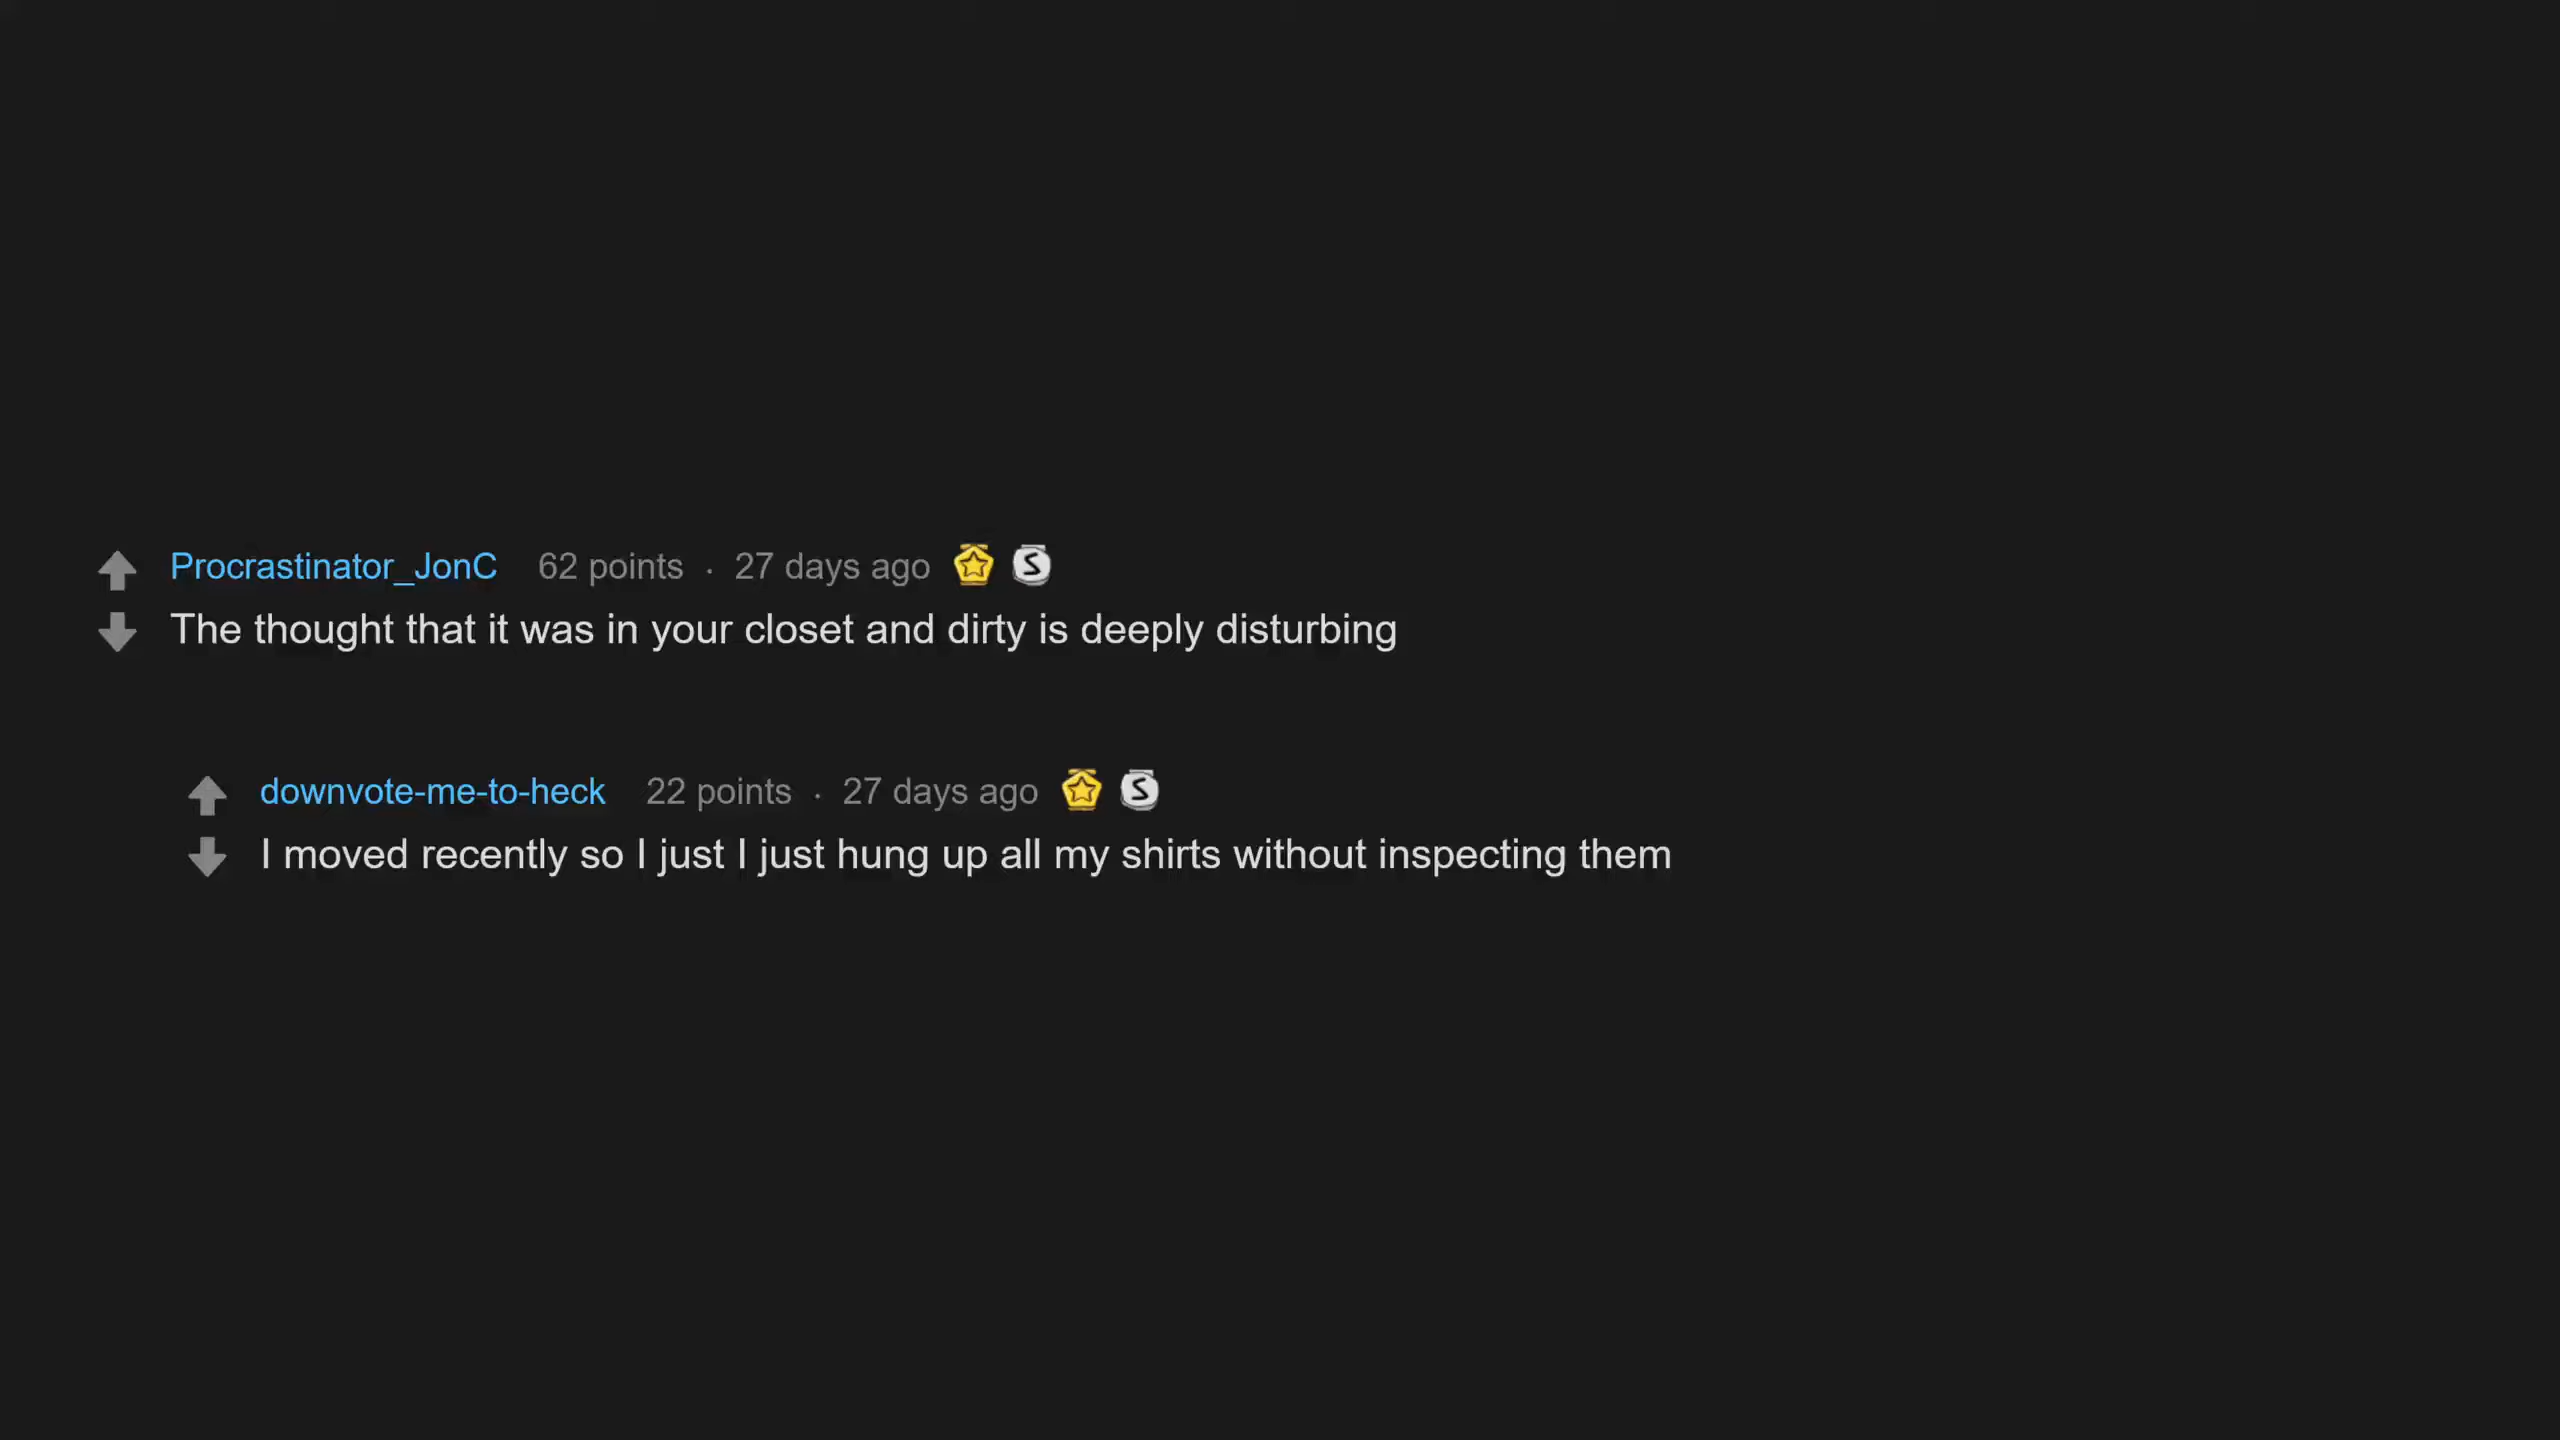 Procrastinator_JonC 62 points · 27 days ago
The thought that it was in your closet and dirty is deeply disturbing
downvote-me-to-heck 22 points · 27 days ago
I moved recently so I just I just hung up all my shirts without inspecting them